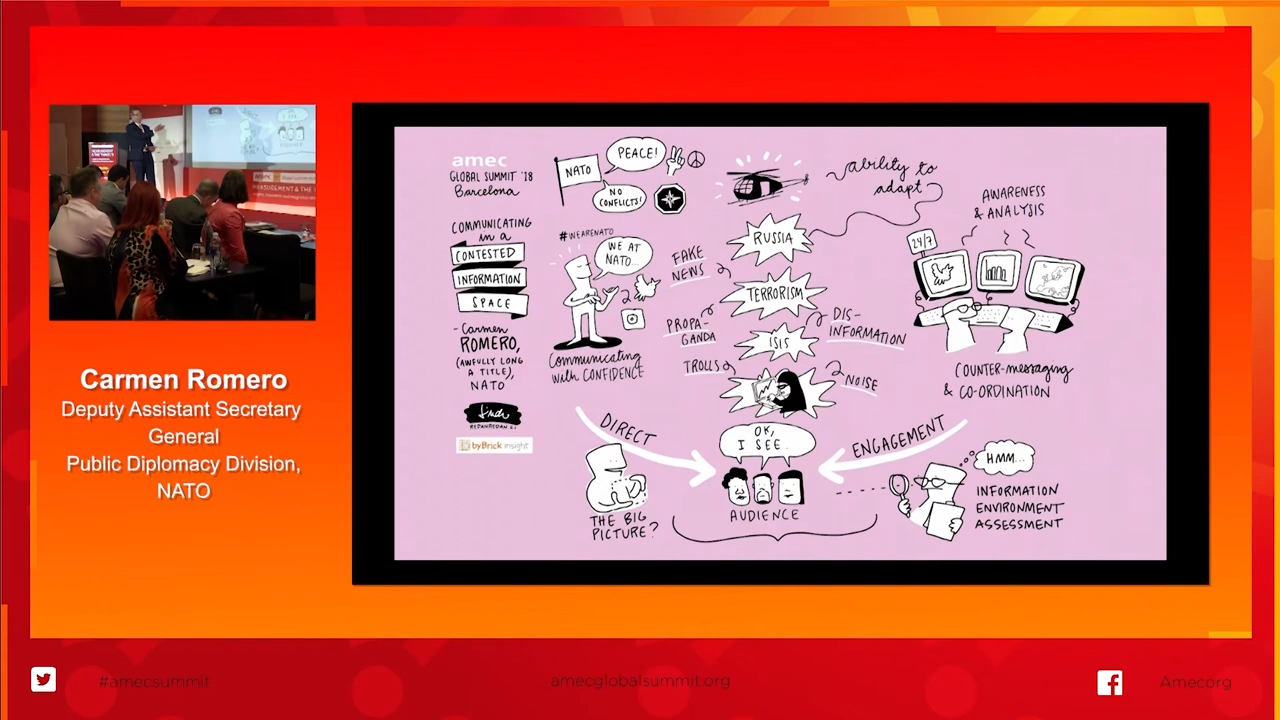 Carmen Romero
Deputy Assistant Secretary
General
Public Diplomacy Division,
NATO
amec
GLOBAL SUMMIT '18
Barcelona
COMMUNICATING
in a
CONTESTED
INFORMATION
SPACE
- Carmen
ROMERO,
(AWFULLY LONG
A TITLE),
NATO
byBrick insight
NATO
PEACE!
NO
CONFLICTS!
#WEARENATO
WE AT
NATO...
Communicating
with CONFIDENCE
FAKE
NEWS
PROPA-
GANDA
TROLLS
RUSSIA
TERRORISM
ISIS
DIS-
INFORMATION
NOISE
ability to
adapt
AWARENESS
& ANALYSIS
24/7
COUNTER-messaging
& CO-ORDINATION
DIRECT
ENGAGEMENT
OK,
I SEE..
AUDIENCE
THE BIG
PICTURE?
HMM...
INFORMATION
ENVIRONMENT
ASSESSMENT
#amecsummit
amecglobalsummit.org
Amecorg